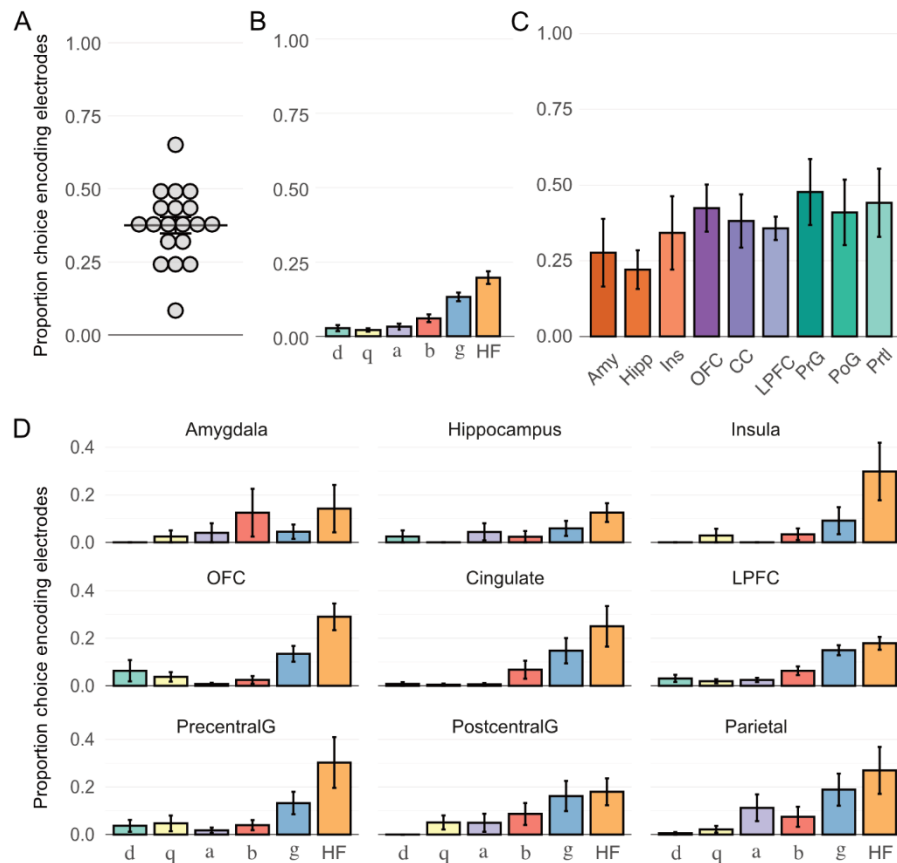 A
B
C
Proportion choice encoding electrodes
1.00
0.75
0.50
0.25
0.00
1.00
0.75
0.50
0.25
0.00
d q a b g HF
1.00
0.75
0.50
0.25
0.00
Amy Hipp Ins OFC CC LPFC PrG PoG Prtl
D
Proportion choice encoding electrodes
Amygdala Hippocampus Insula
0.4
0.2
0.0
OFC Cingulate LPFC
0.4
0.2
0.0
PrecentralG PostcentralG Parietal
0.4
0.2
0.0
d q a b g HF d q a b g HF d q a b g HF